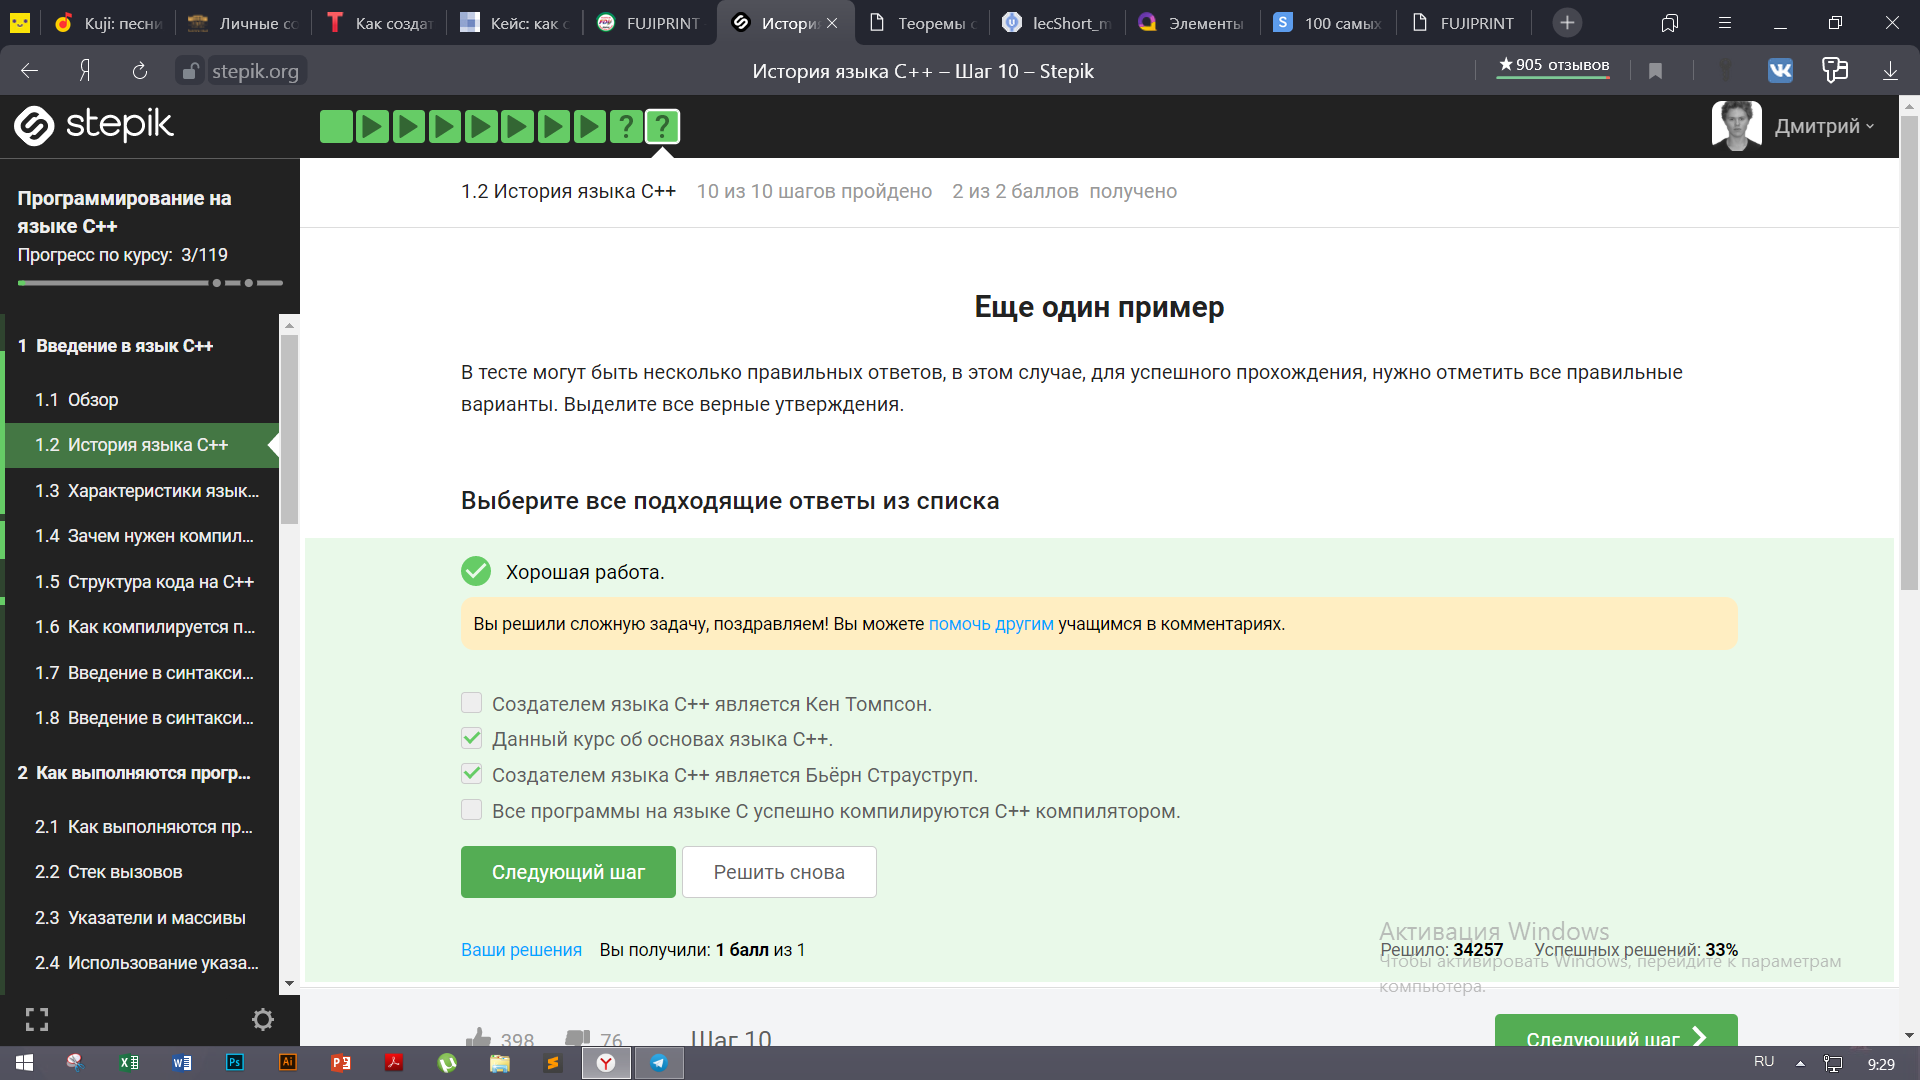 Kuji: песни
Личные со
Как создат
Кейс: как с
FUJIPRINT
Истори
Теоремы с
lecShort_m
Элементы
100 самых
FUJIPRINT
stepik.org
История языка C++ – Шаг 10 – Stepik
★905 отзывов
stepik
Дмитрий
Программирование на
языке C++
Прогресс по курсу: 3/119
1 Введение в язык C++
1.1 Обзор
1.2 История языка C++
1.3 Характеристики язык...
1.4 Зачем нужен компил...
1.5 Структура кода на C++
1.6 Как компилируется п...
1.7 Введение в синтакси...
1.8 Введение в синтакси...
2 Как выполняются прогр...
2.1 Как выполняются пр...
2.2 Стек вызовов
2.3 Указатели и массивы
2.4 Использование указа...
1.2 История языка C++ 10 из 10 шагов пройдено 2 из 2 баллов получено
Еще один пример
В тесте могут быть несколько правильных ответов, в этом случае, для успешного прохождения, нужно отметить все правильные
варианты. Выделите все верные утверждения.
Выберите все подходящие ответы из списка
Хорошая работа.
Вы решили сложную задачу, поздравляем! Вы можете помочь другим учащимся в комментариях.
Создателем языка C++ является Кен Томпсон.
Данный курс об основах языка C++.
Создателем языка C++ является Бьёрн Страуструп.
Все программы на языке C успешно компилируются C++ компилятором.
Следующий шаг
Решить снова
Ваши решения Вы получили: 1 балл из 1
Решило: 34257 Успешных решений: 33%
Активация Windows
Чтобы активировать Windows, перейдите к параметрам
компьютера.
398 76 Шаг 10
Следующий шаг
RU
9:29